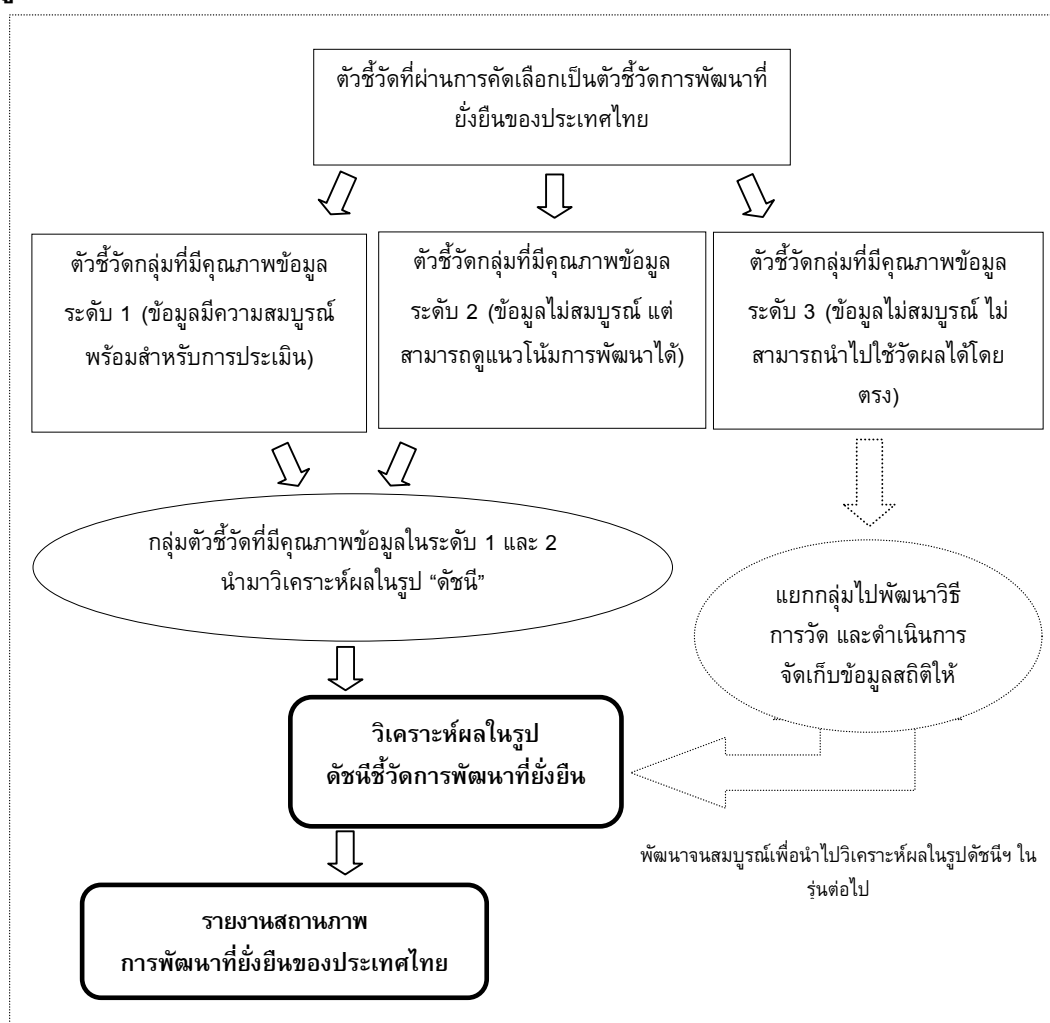 ตัวชี้วัดที่ผ่านการคัดเลือกเป็นตัวชี้วัดการพัฒนาที่
ยั่งยืนของประเทศไทย
ตัวชี้วัดกลุ่มที่มีคุณภาพข้อมูล
ระดับ 1 (ข้อมูลมีความสมบูรณ์
พร้อมสำหรับการประเมิน)
ตัวชี้วัดกลุ่มที่มีคุณภาพข้อมูล
ระดับ 2 (ข้อมูลไม่สมบูรณ์ แต่
สามารถดูแนวโน้มการพัฒนาได้)
ตัวชี้วัดกลุ่มที่มีคุณภาพข้อมูล
ระดับ 3 (ข้อมูลไม่สมบูรณ์ ไม่
สามารถนำไปใช้วัดผลได้โดย
ตรง)
กลุ่มตัวชี้วัดที่มีคุณภาพข้อมูลในระดับ 1 และ 2
นำมาวิเคราะห์ผลในรูป “ดัชนี”
แยกกลุ่มไปพัฒนาวิธี
การวัด และดำเนินการ
จัดเก็บข้อมูลสถิติให้
วิเคราะห์ผลในรูป
ดัชนีชี้วัดการพัฒนาที่ยั่งยืน
พัฒนาจนสมบูรณ์เพื่อนำไปวิเคราะห์ผลในรูปดัชนีฯ ใน
รุ่นต่อไป
รายงานสถานภาพ
การพัฒนาที่ยั่งยืนของประเทศไทย